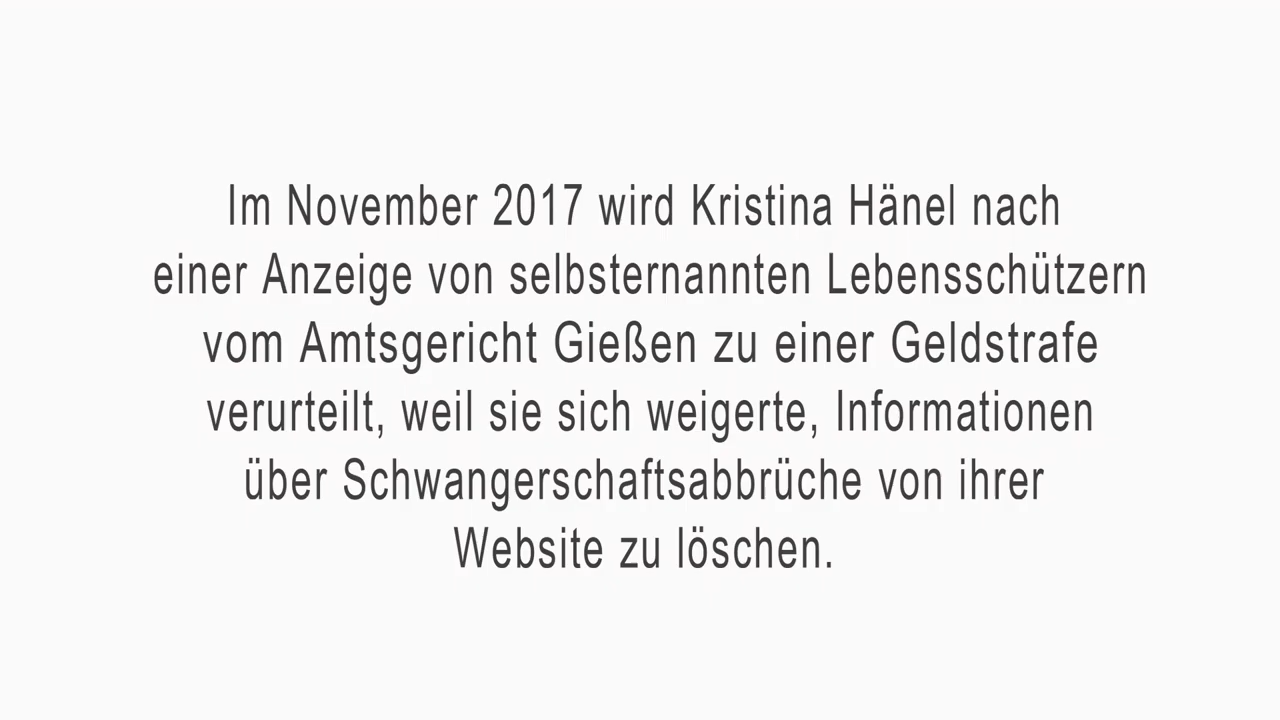 Im November 2017 wird Kristina Hänel nach
einer Anzeige von selbsternannten Lebensschützern
vom Amtsgericht Gießen zu einer Geldstrafe
verurteilt, weil sie sich weigerte, Informationen
über Schwangerschaftsabbrüche von ihrer
Website zu löschen.